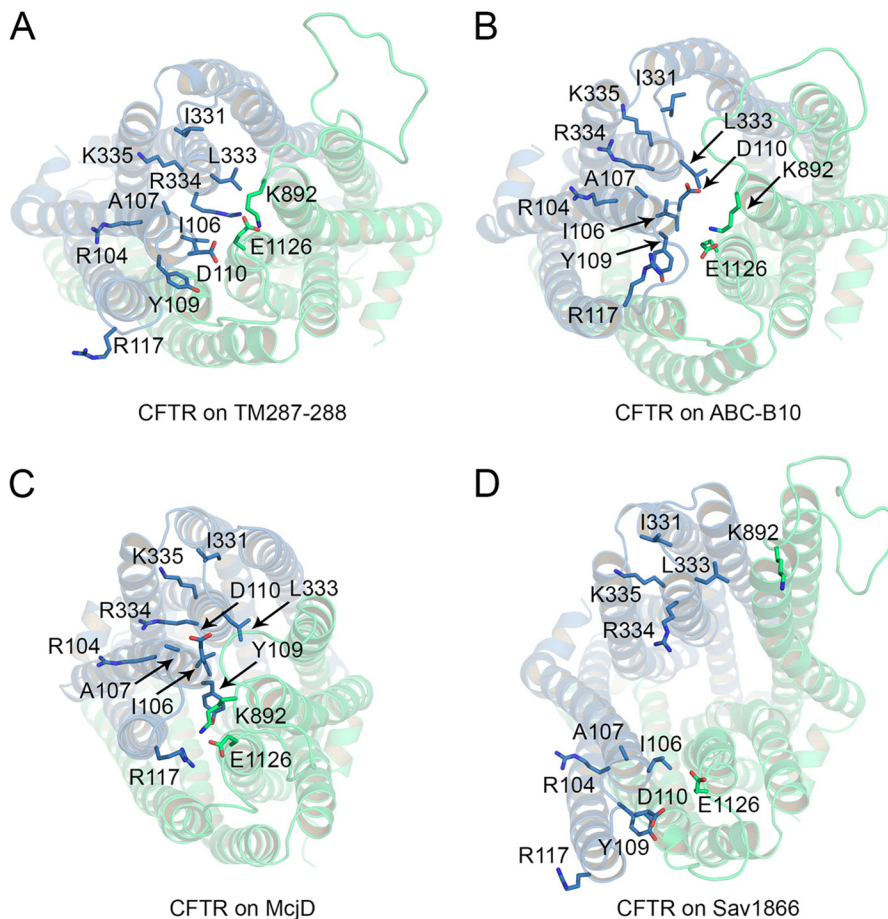 A
I331
K335
L333
R334
K892
A107
I106
R104
E1126
D110
Y109
R117
CFTR on TM287-288
B
I331
K335
L333
R334
D110
A107
K892
R104
I106
E1126
Y109
R117
CFTR on ABC-B10
C
I331
K335
D110
L333
R334
R104
Y109
A107
I106
K892
E1126
R117
CFTR on McjD
D
K892
I331
L333
K335
R334
A107
I106
R104
D110
E1126
R117
Y109
CFTR on Sav1866